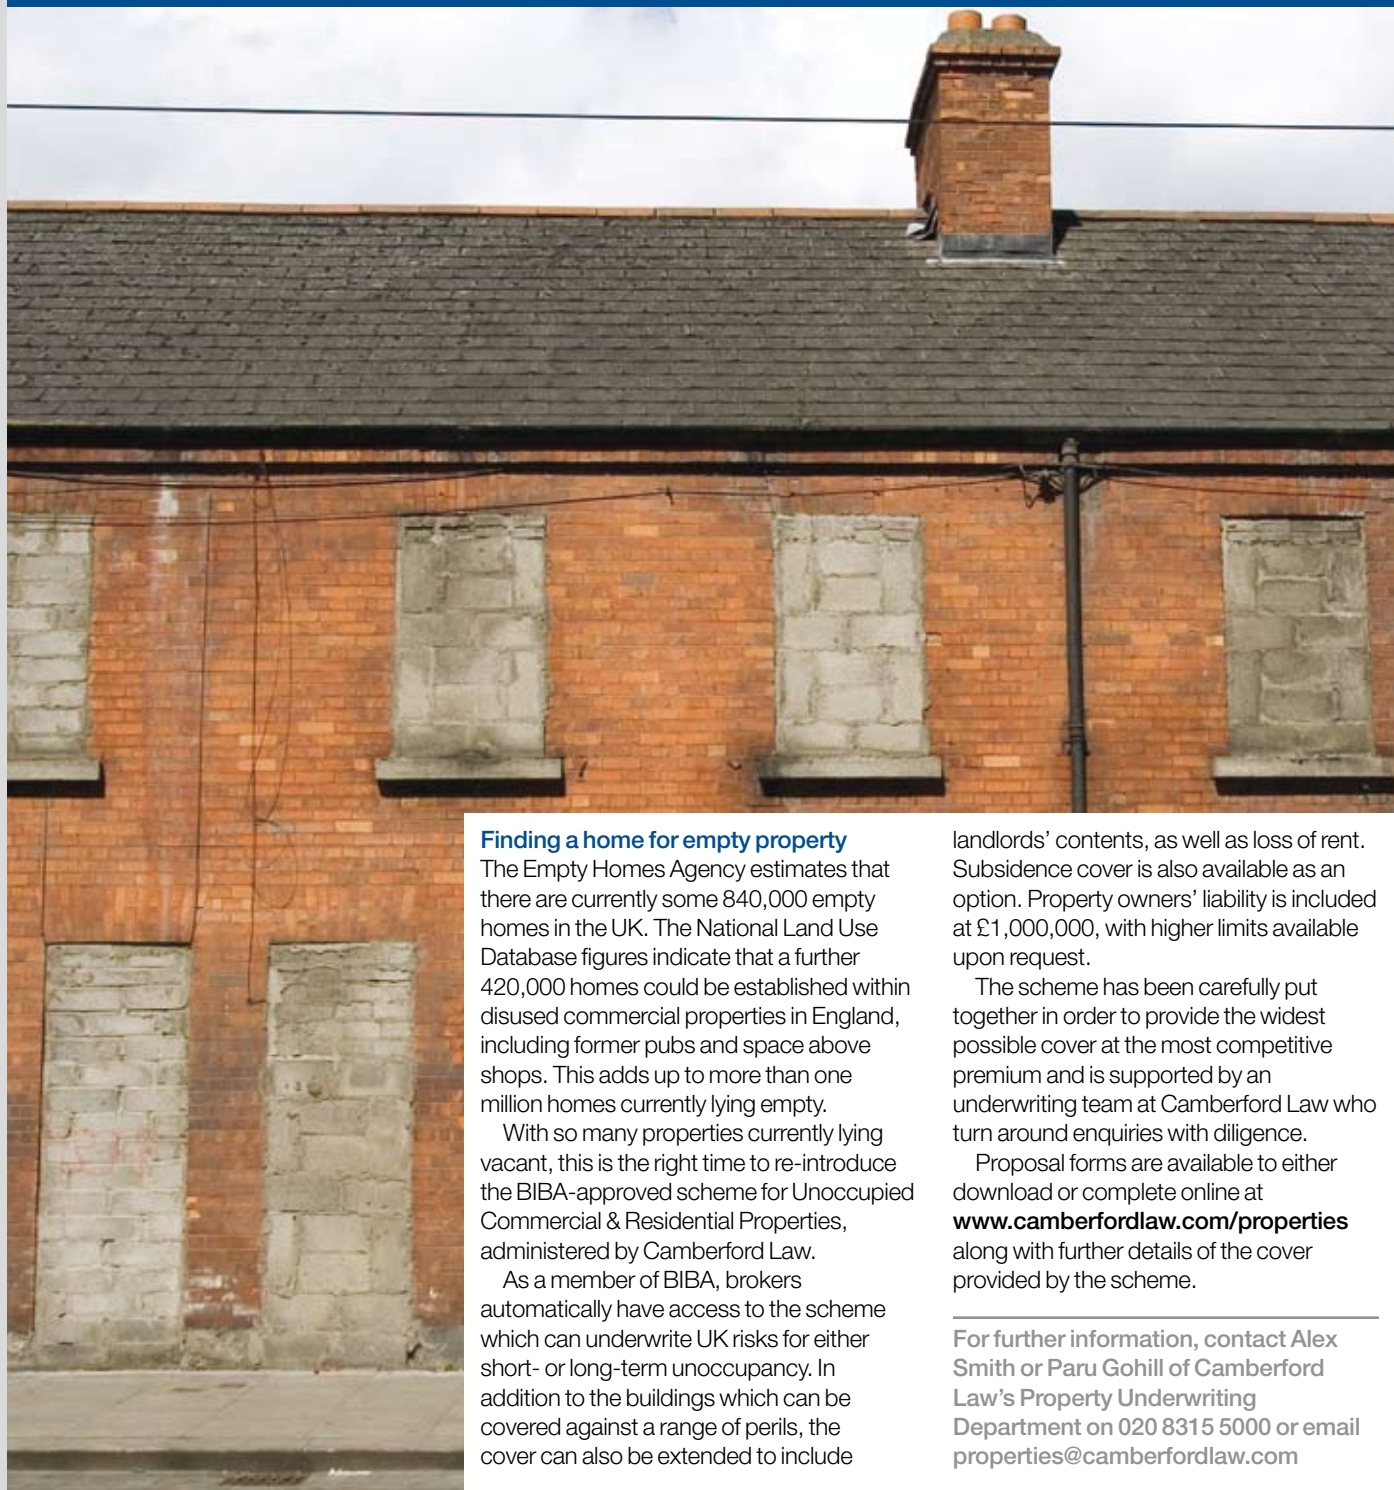 Finding a home for empty property
The Empty Homes Agency estimates that
there are currently some 840,000 empty
homes in the UK. The National Land Use
Database figures indicate that a further
420,000 homes could be established within
disused commercial properties in England,
including former pubs and space above
shops. This adds up to more than one
million homes currently lying empty.
With so many properties currently lying
vacant, this is the right time to re-introduce
the BIBA-approved scheme for Unoccupied
Commercial & Residential Properties,
administered by Camberford Law.
As a member of BIBA, brokers
automatically have access to the scheme
which can underwrite UK risks for either
short- or long-term unoccupancy. In
addition to the buildings which can be
covered against a range of perils, the
cover can also be extended to include
landlords’ contents, as well as loss of rent.
Subsidence cover is also available as an
option. Property owners’ liability is included
at £1,000,000, with higher limits available
upon request.
The scheme has been carefully put
together in order to provide the widest
possible cover at the most competitive
premium and is supported by an
underwriting team at Camberford Law who
turn around enquiries with diligence.
Proposal forms are available to either
download or complete online at
www.camberfordlaw.com/properties
along with further details of the cover
provided by the scheme.
For further information, contact Alex
Smith or Paru Gohill of Camberford
Law’s Property Underwriting
Department on 020 8315 5000 or email
properties@camberfordlaw.com